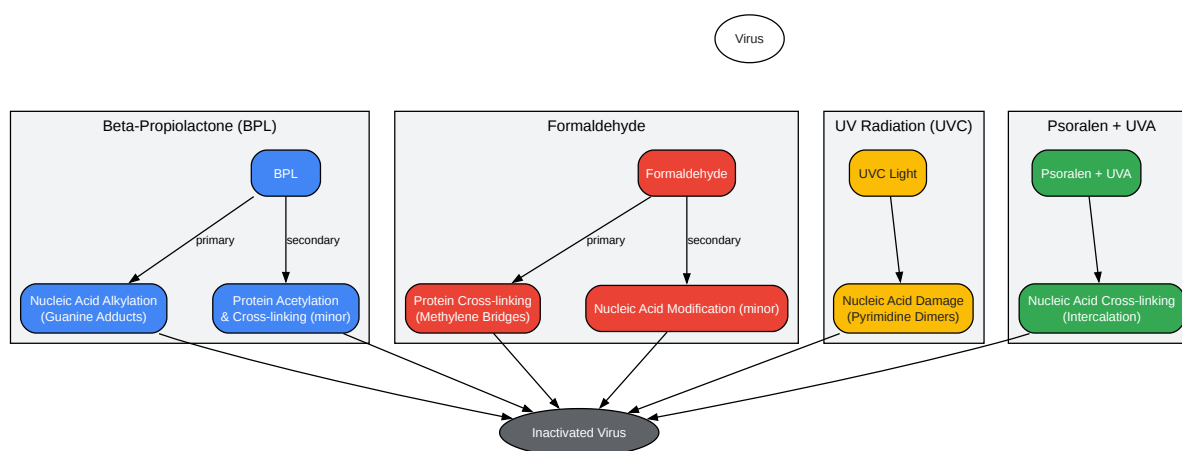 Virus
Beta-Propiolactone (BPL)
Formaldehyde
UV Radiation (UVC)
Psoralen + UVA
BPL
Formaldehyde
UVC Light
Psoralen + UVA
primary
secondary
primary
secondary
Nucleic Acid Alkylation
(Guanine Adducts)
Protein Acetylation
& Cross-linking (minor)
Protein Cross-linking
(Methylene Bridges)
Nucleic Acid Modification (minor)
Nucleic Acid Damage
(Pyrimidine Dimers)
Nucleic Acid Cross-linking
(Intercalation)
Inactivated Virus